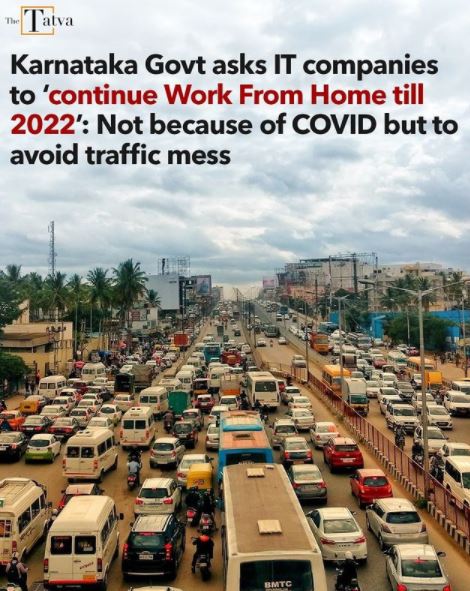 The Tatva
Karnataka Govt asks IT companies
to ‘continue Work From Home till
2022’: Not because of COVID but to
avoid traffic mess
BMTC